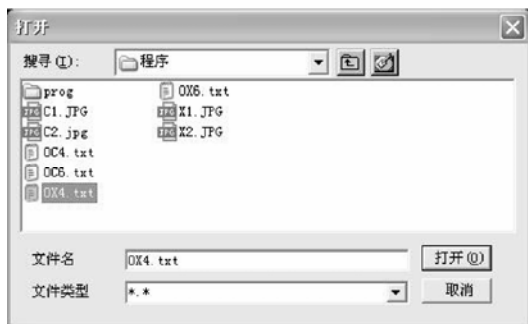 打开
搜寻(I): 程序
prog
C1.JPG
C2.jpg
OC4.txt
OC6.txt
OX4.txt
OX6.txt
X1.JPG
X2.JPG
文件名 OX4.txt 打开(O)
文件类型 *.* 取消